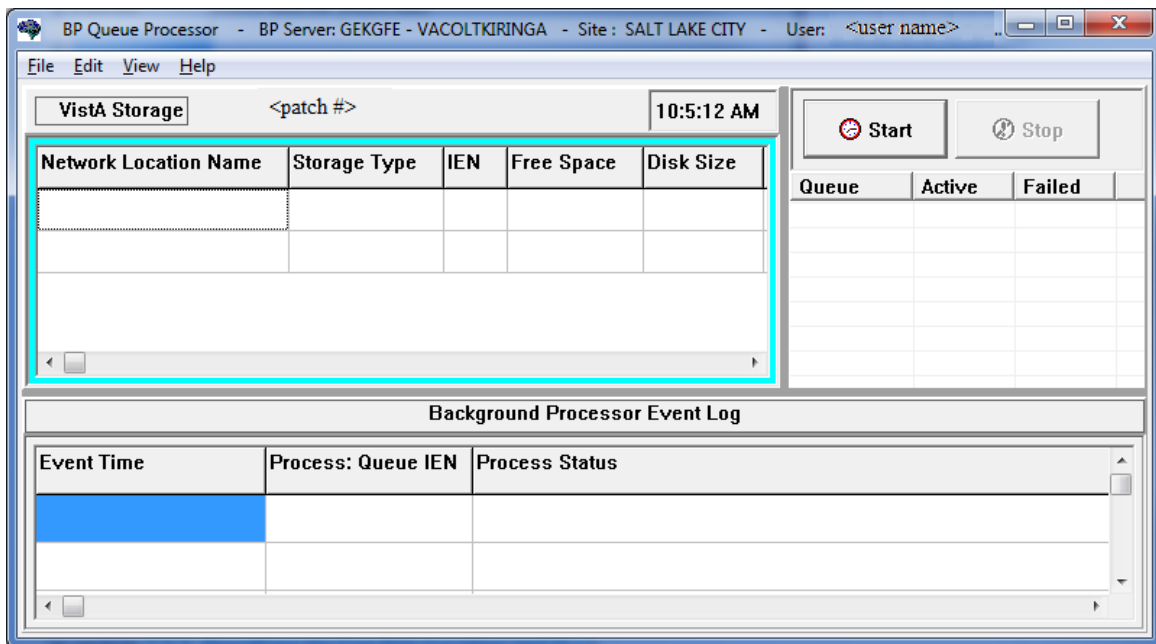 BP Queue Processor - BP Server: GEKGFE - VACOLTKIRINGA - Site : SALT LAKE CITY - User: <user name> ..
File Edit View Help
VistA Storage <patch #> 10:5:12 AM
Start Stop
Network Location Name Storage Type IEN Free Space Disk Size
Queue Active Failed
Background Processor Event Log
Event Time Process: Queue IEN Process Status